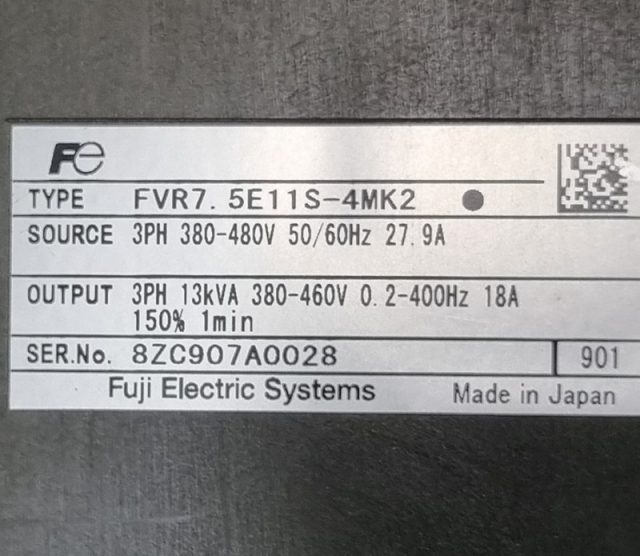 Fe
TYPE FVR7.5E11S-4MK2 ●
SOURCE 3PH 380-480V 50/60Hz 27.9A
OUTPUT 3PH 13kVA 380-460V 0.2-400Hz 18A
150% 1min
SER.No. 8ZC907A0028 901
Fuji Electric Systems Made in Japan